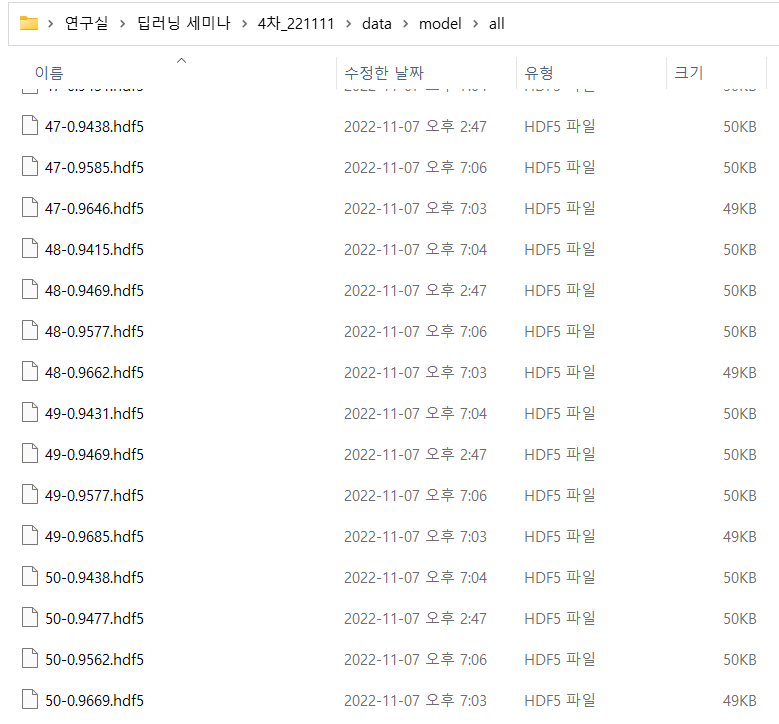 연구실 > 딥러닝 세미나 > 4차_221111 > data > model > all
이름 수정한 날짜 유형 크기
47-0.9438.hdf5 2022-11-07 오후 2:47 HDF5 파일 50KB
47-0.9585.hdf5 2022-11-07 오후 7:06 HDF5 파일 50KB
47-0.9646.hdf5 2022-11-07 오후 7:03 HDF5 파일 49KB
48-0.9415.hdf5 2022-11-07 오후 7:04 HDF5 파일 50KB
48-0.9469.hdf5 2022-11-07 오후 2:47 HDF5 파일 50KB
48-0.9577.hdf5 2022-11-07 오후 7:06 HDF5 파일 50KB
48-0.9662.hdf5 2022-11-07 오후 7:03 HDF5 파일 49KB
49-0.9431.hdf5 2022-11-07 오후 7:04 HDF5 파일 50KB
49-0.9469.hdf5 2022-11-07 오후 2:47 HDF5 파일 50KB
49-0.9577.hdf5 2022-11-07 오후 7:06 HDF5 파일 50KB
49-0.9685.hdf5 2022-11-07 오후 7:03 HDF5 파일 49KB
50-0.9438.hdf5 2022-11-07 오후 7:04 HDF5 파일 50KB
50-0.9477.hdf5 2022-11-07 오후 2:47 HDF5 파일 50KB
50-0.9562.hdf5 2022-11-07 오후 7:06 HDF5 파일 50KB
50-0.9669.hdf5 2022-11-07 오후 7:03 HDF5 파일 49KB